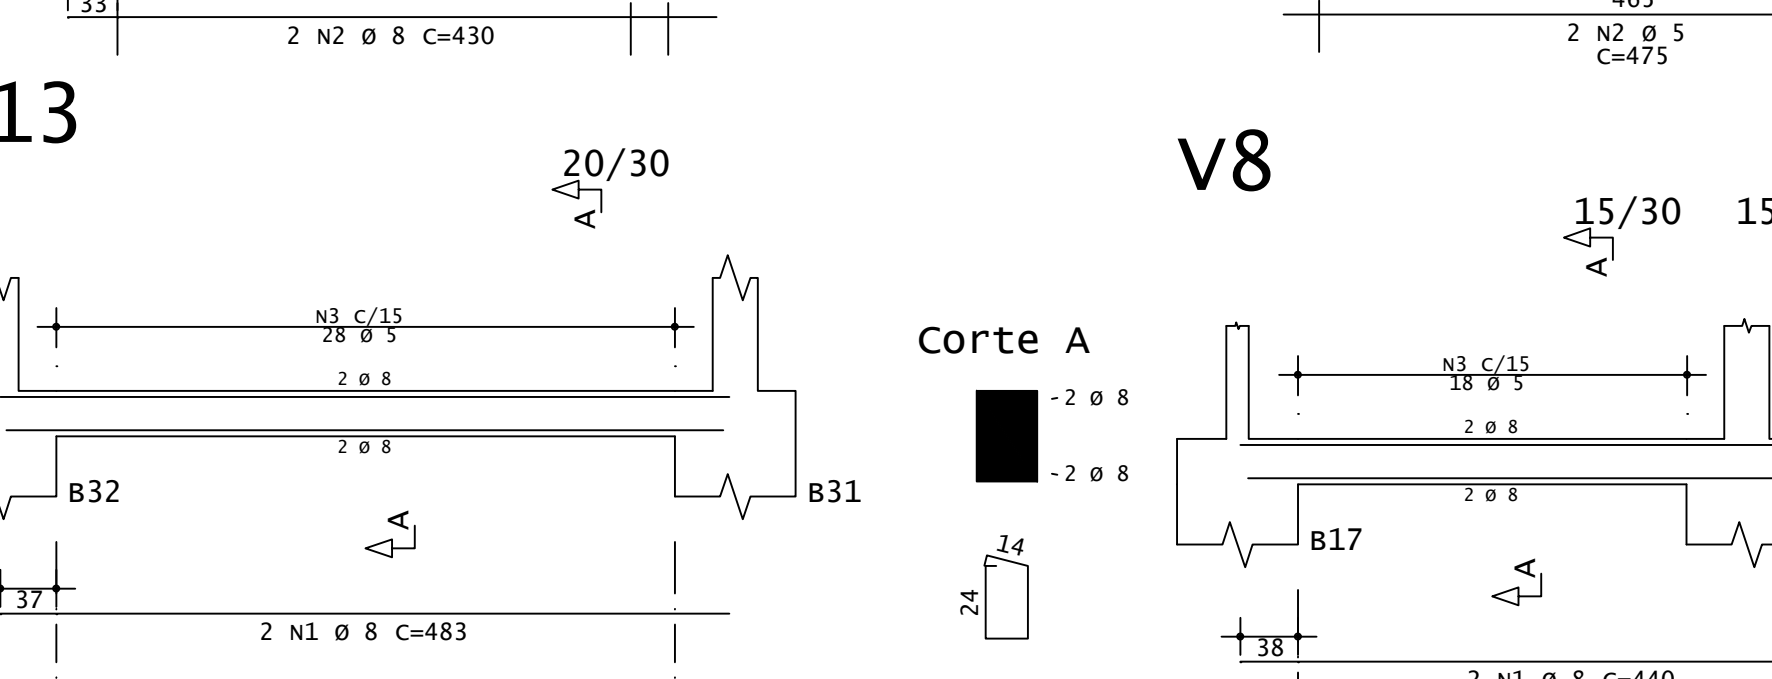 33
2 N2 Ø 8 C=430
2 N2 Ø 5
C=475
13
20/30
A
V8
15/30
A
N3 C/15
28 Ø 5
2 Ø 8
2 Ø 8
B32
B31
A
37
2 N1 Ø 8 C=483
Corte A
-2 Ø 8
-2 Ø 8
14
24
N3 C/15
18 Ø 5
2 Ø 8
2 Ø 8
B17
A
38